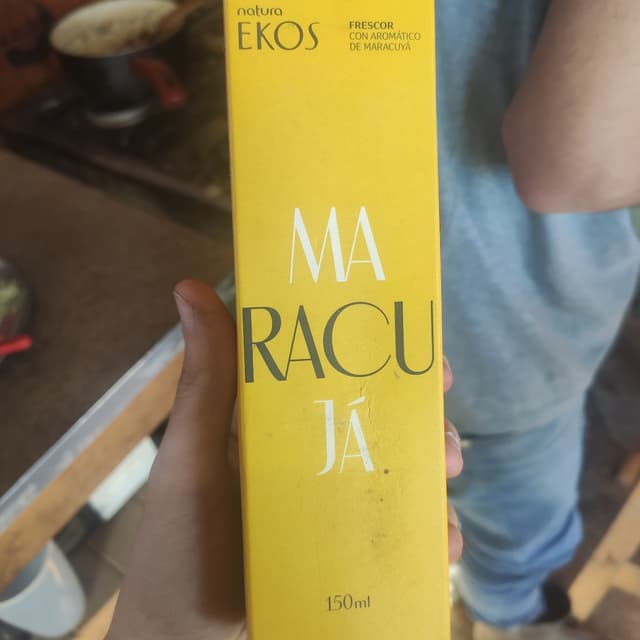 natura
EKOS
FRESCOR
CON AROMÁTICO
DE MARACUYÁ
MA
RACU
JÁ
150ml